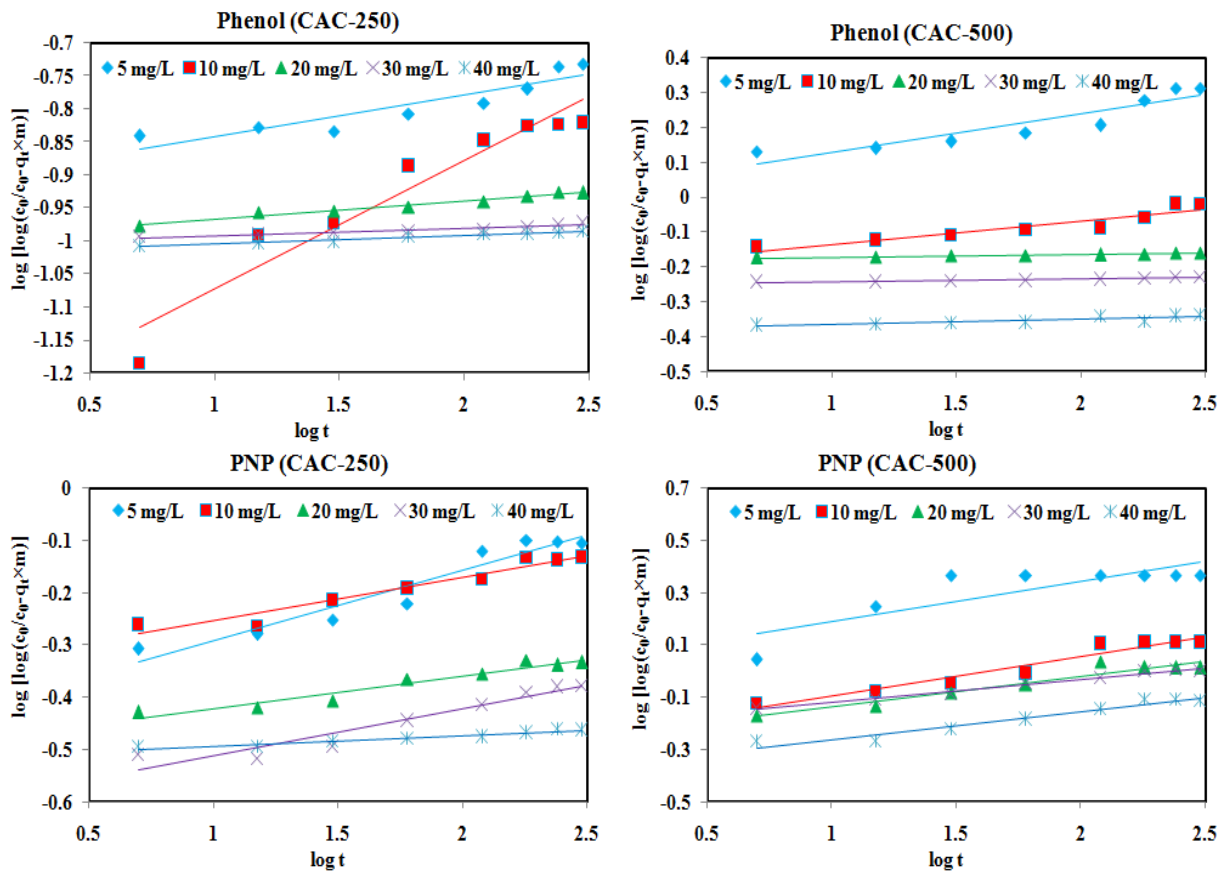 Phenol (CAC-250)
-0.7
-0.75
-0.8
-0.85
-0.9
-0.95
-1
-1.05
-1.1
-1.15
-1.2
5 mg/L 10 mg/L 20 mg/L 30 mg/L 40 mg/L
log [log(c₀/c₀-qₜ×m)]
0.5 1 1.5 2 2.5
log t
Phenol (CAC-500)
0.4
0.3
0.2
0.1
0
-0.1
-0.2
-0.3
-0.4
-0.5
5 mg/L 10 mg/L 20 mg/L 30 mg/L 40 mg/L
log [log(c₀/c₀-qₜ×m)]
0.5 1 1.5 2 2.5
log t
PNP (CAC-250)
0
-0.1
-0.2
-0.3
-0.4
-0.5
-0.6
5 mg/L 10 mg/L 20 mg/L 30 mg/L 40 mg/L
log [log(c₀/c₀-qₜ×m)]
0.5 1 1.5 2 2.5
log t
PNP (CAC-500)
0.7
0.5
0.3
0.1
-0.1
-0.3
-0.5
5 mg/L 10 mg/L 20 mg/L 30 mg/L 40 mg/L
log [log(c₀/c₀-qₜ×m)]
0.5 1 1.5 2 2.5
log t